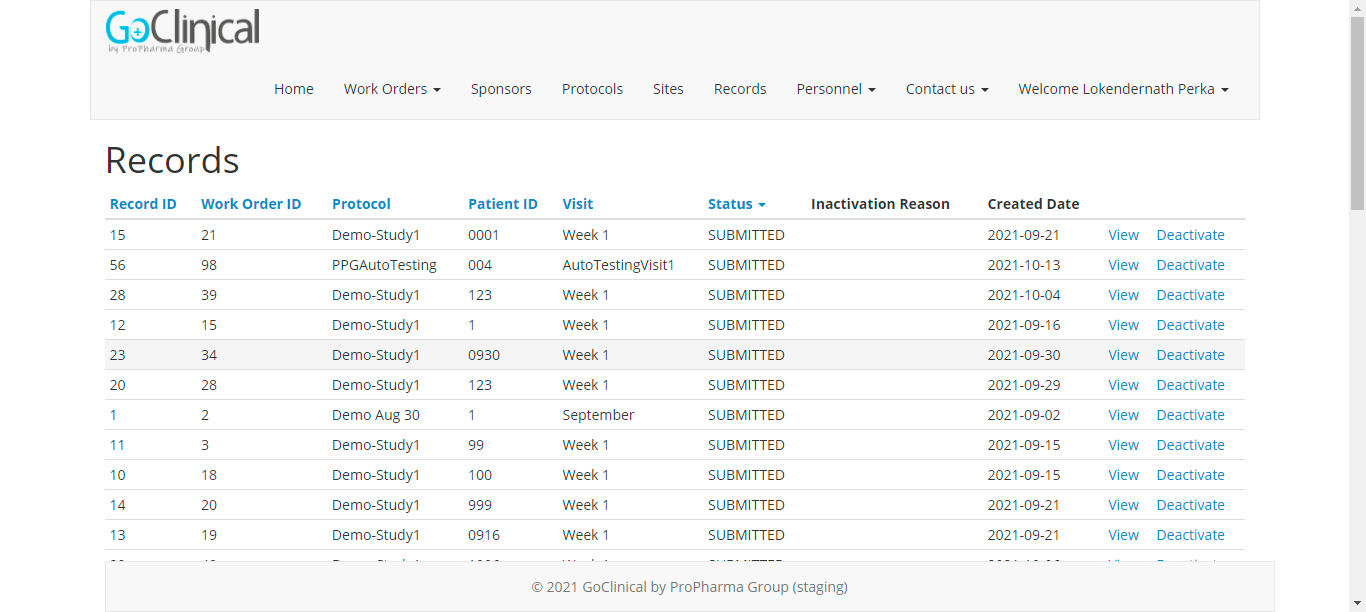 GoClinical
by ProPharma Group
Home Work Orders Sponsors Protocols Sites Records Personnel Contact us Welcome Lokendernath Perka
Records
Record ID Work Order ID Protocol Patient ID Visit Status Inactivation Reason Created Date
15 21 Demo-Study1 0001 Week 1 SUBMITTED 2021-09-21 View Deactivate
56 98 PPGAutoTesting 004 AutoTestingVisit1 SUBMITTED 2021-10-13 View Deactivate
28 39 Demo-Study1 123 Week 1 SUBMITTED 2021-10-04 View Deactivate
12 15 Demo-Study1 1 Week 1 SUBMITTED 2021-09-16 View Deactivate
23 34 Demo-Study1 0930 Week 1 SUBMITTED 2021-09-30 View Deactivate
20 28 Demo-Study1 123 Week 1 SUBMITTED 2021-09-29 View Deactivate
1 2 Demo Aug 30 1 September SUBMITTED 2021-09-02 View Deactivate
11 3 Demo-Study1 99 Week 1 SUBMITTED 2021-09-15 View Deactivate
10 18 Demo-Study1 100 Week 1 SUBMITTED 2021-09-15 View Deactivate
14 20 Demo-Study1 999 Week 1 SUBMITTED 2021-09-21 View Deactivate
13 19 Demo-Study1 0916 Week 1 SUBMITTED 2021-09-21 View Deactivate
© 2021 GoClinical by ProPharma Group (staging)